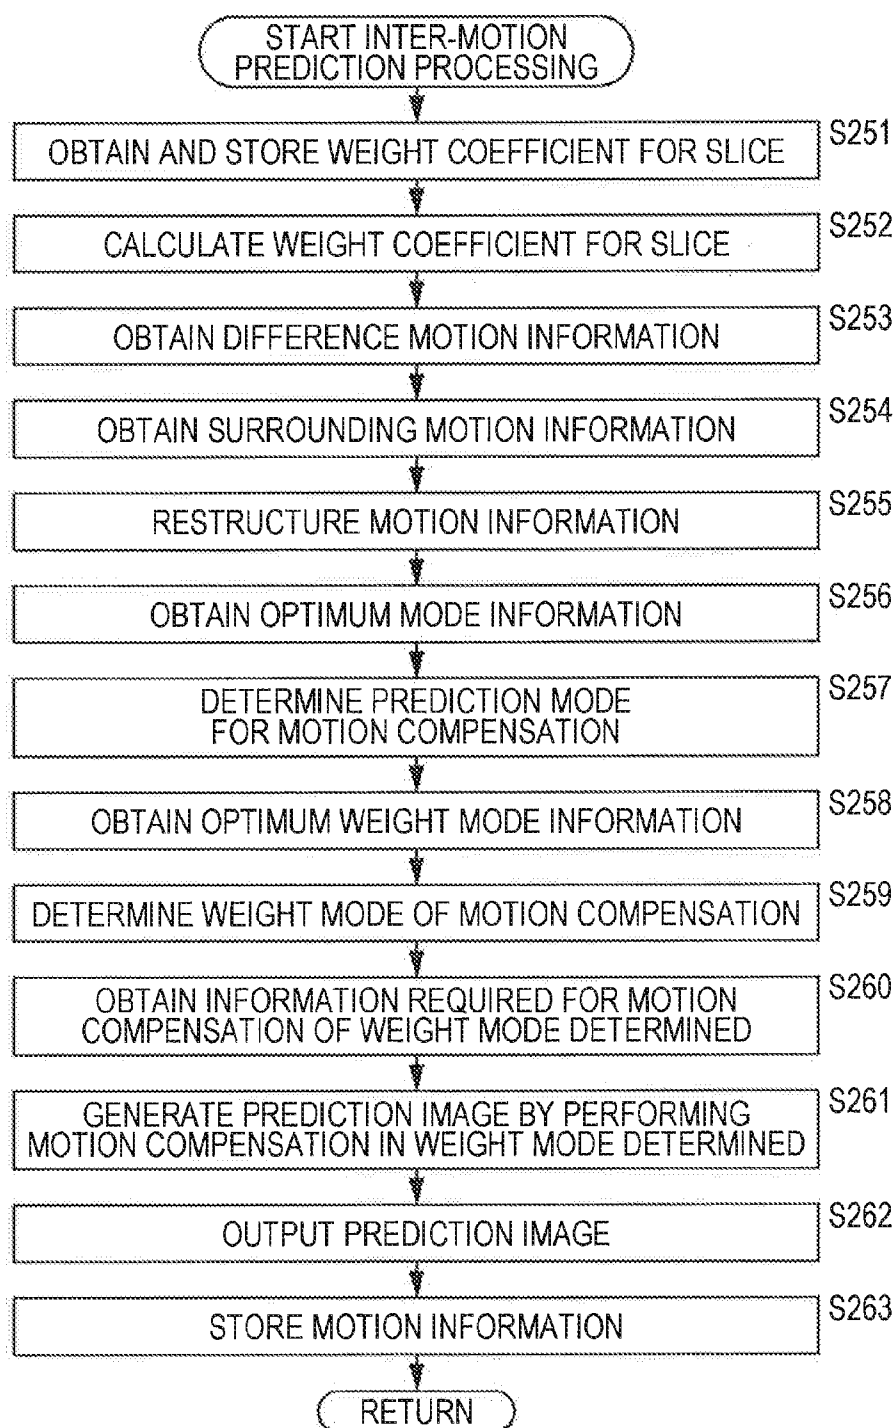 START INTER-MOTION
PREDICTION PROCESSING
OBTAIN AND STORE WEIGHT COEFFICIENT FOR SLICE
S251
CALCULATE WEIGHT COEFFICIENT FOR SLICE
S252
OBTAIN DIFFERENCE MOTION INFORMATION
S253
OBTAIN SURROUNDING MOTION INFORMATION
S254
RESTRUCTURE MOTION INFORMATION
S255
OBTAIN OPTIMUM MODE INFORMATION
S256
DETERMINE PREDICTION MODE
FOR MOTION COMPENSATION
S257
OBTAIN OPTIMUM WEIGHT MODE INFORMATION
S258
DETERMINE WEIGHT MODE OF MOTION COMPENSATION
S259
OBTAIN INFORMATION REQUIRED FOR MOTION
COMPENSATION OF WEIGHT MODE DETERMINED
S260
GENERATE PREDICTION IMAGE BY PERFORMING
MOTION COMPENSATION IN WEIGHT MODE DETERMINED
S261
OUTPUT PREDICTION IMAGE
S262
STORE MOTION INFORMATION
S263
RETURN